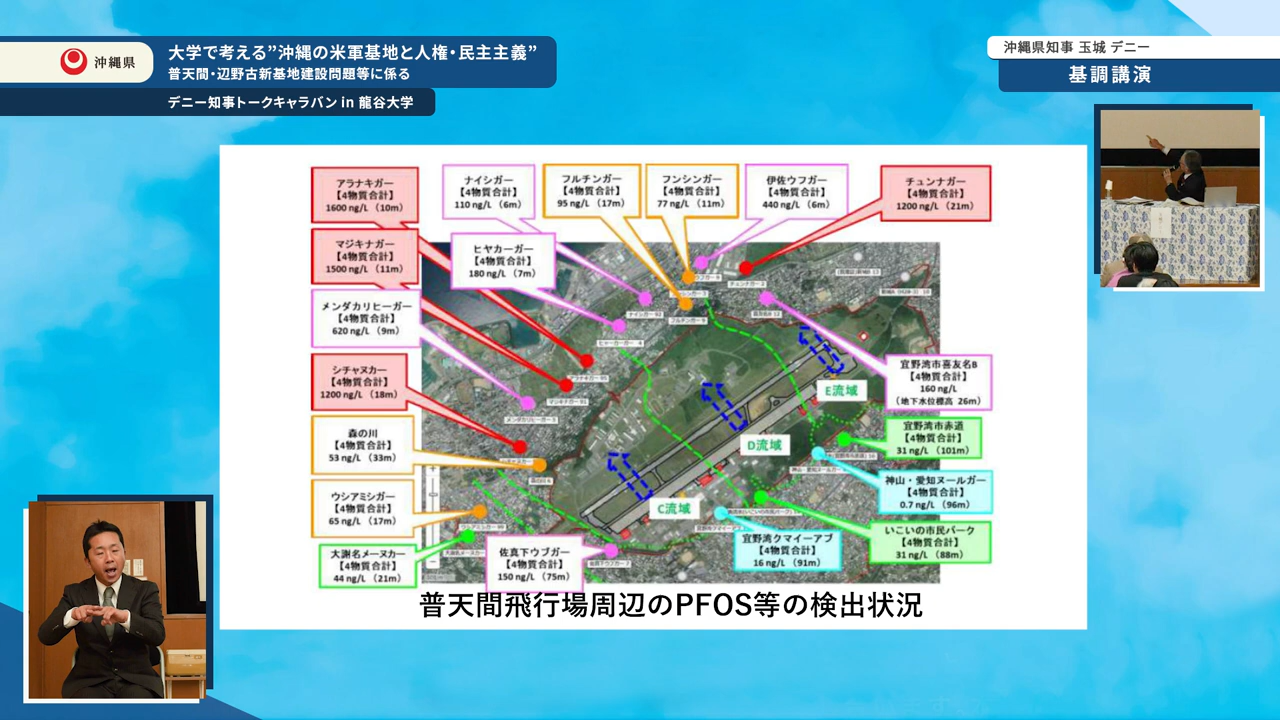 沖縄県
大学で考える”沖縄の米軍基地と人権・民主主義”
普天間・辺野古新基地建設問題等に係る
デニー知事トークキャラバン in 龍谷大学
沖縄県知事 玉城 デニー
基調講演
アラナキガー
【4物質合計】
1600 ng/L （10m）
ナイシガー
【4物質合計】
110 ng/L （6m）
フルチンガー
【4物質合計】
95 ng/L （17m）
フンシンガー
【4物質合計】
77 ng/L （11m）
伊佐ウフガー
【4物質合計】
440 ng/L （6m）
チュンナガー
【4物質合計】
1200 ng/L （21m）
マジキナガー
【4物質合計】
1500 ng/L （11m）
ヒヤカーガー
【4物質合計】
180 ng/L （7m）
メンダカリヒーガー
【4物質合計】
620 ng/L （9m）
シチャヌカー
【4物質合計】
1200 ng/L （18m）
宜野湾市喜友名B
【4物質合計】
160 ng/L
（地下水位標高 26m）
E流域
森の川
【4物質合計】
53 ng/L （33m）
宜野湾市赤道
【4物質合計】
31 ng/L （101m）
D流域
神山・愛知ヌールガー
【4物質合計】
0.7 ng/L （96m）
ウシアミシガー
【4物質合計】
65 ng/L （17m）
C流域
いこいの市民パーク
【4物質合計】
31 ng/L （88m）
宜野湾クマイーアブ
【4物質合計】
16 ng/L （91m）
大謝名メーヌカー
【4物質合計】
44 ng/L （21m）
佐真下ウブガー
【4物質合計】
150 ng/L （75m）
普天間飛行場周辺のPFOS等の検出状況